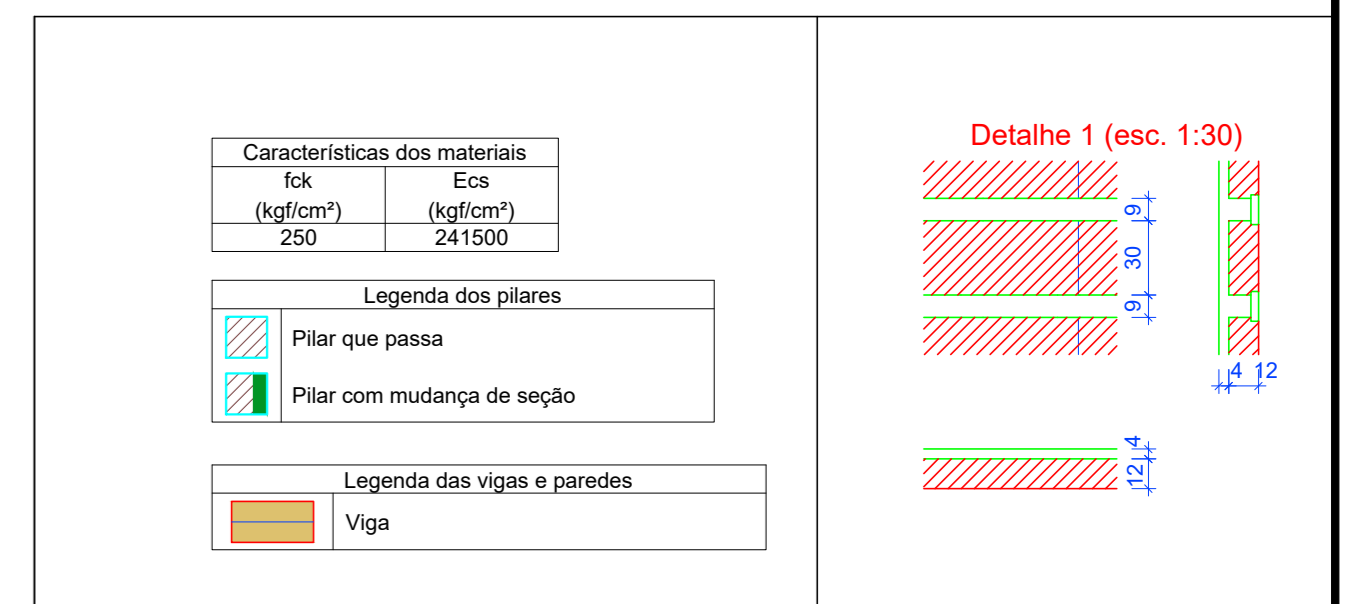 Características dos materiais
fck Ecs
(kgf/cm²) (kgf/cm²)
250 241500
Legenda dos pilares
Pilar que passa
Pilar com mudança de seção
Legenda das vigas e paredes
Viga
Detalhe 1 (esc. 1:30)
9
30
9
4 12
4
12